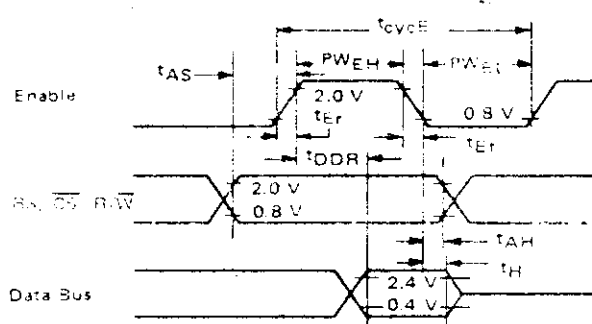 tcycE
PWEH
PWEL
tAS
Enable
2.0 V
0.8 V
tEr
tEf
tDDR
RS, CS, R/W
2.0 V
0.8 V
tAH
tH
Data Bus
2.4 V
0.4 V